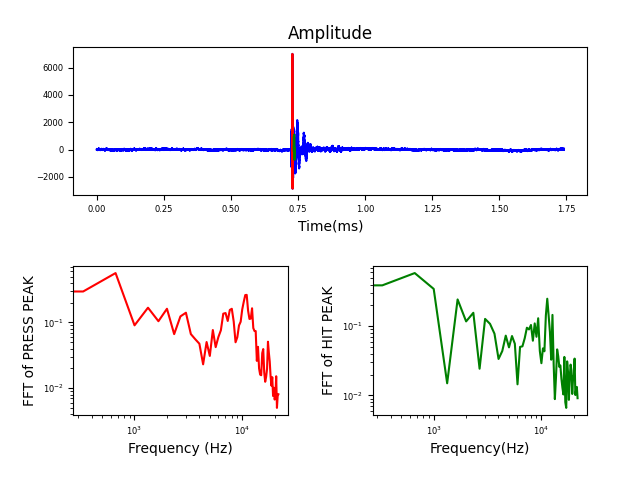 Amplitude
6000
4000
2000
0
−2000
0.00 0.25 0.50 0.75 1.00 1.25 1.50 1.75
Time(ms)
FFT of PRESS PEAK
10⁻¹
10⁻²
10³ 10⁴
Frequency (Hz)
FFT of HIT PEAK
10⁻¹
10⁻²
10³ 10⁴
Frequency(Hz)